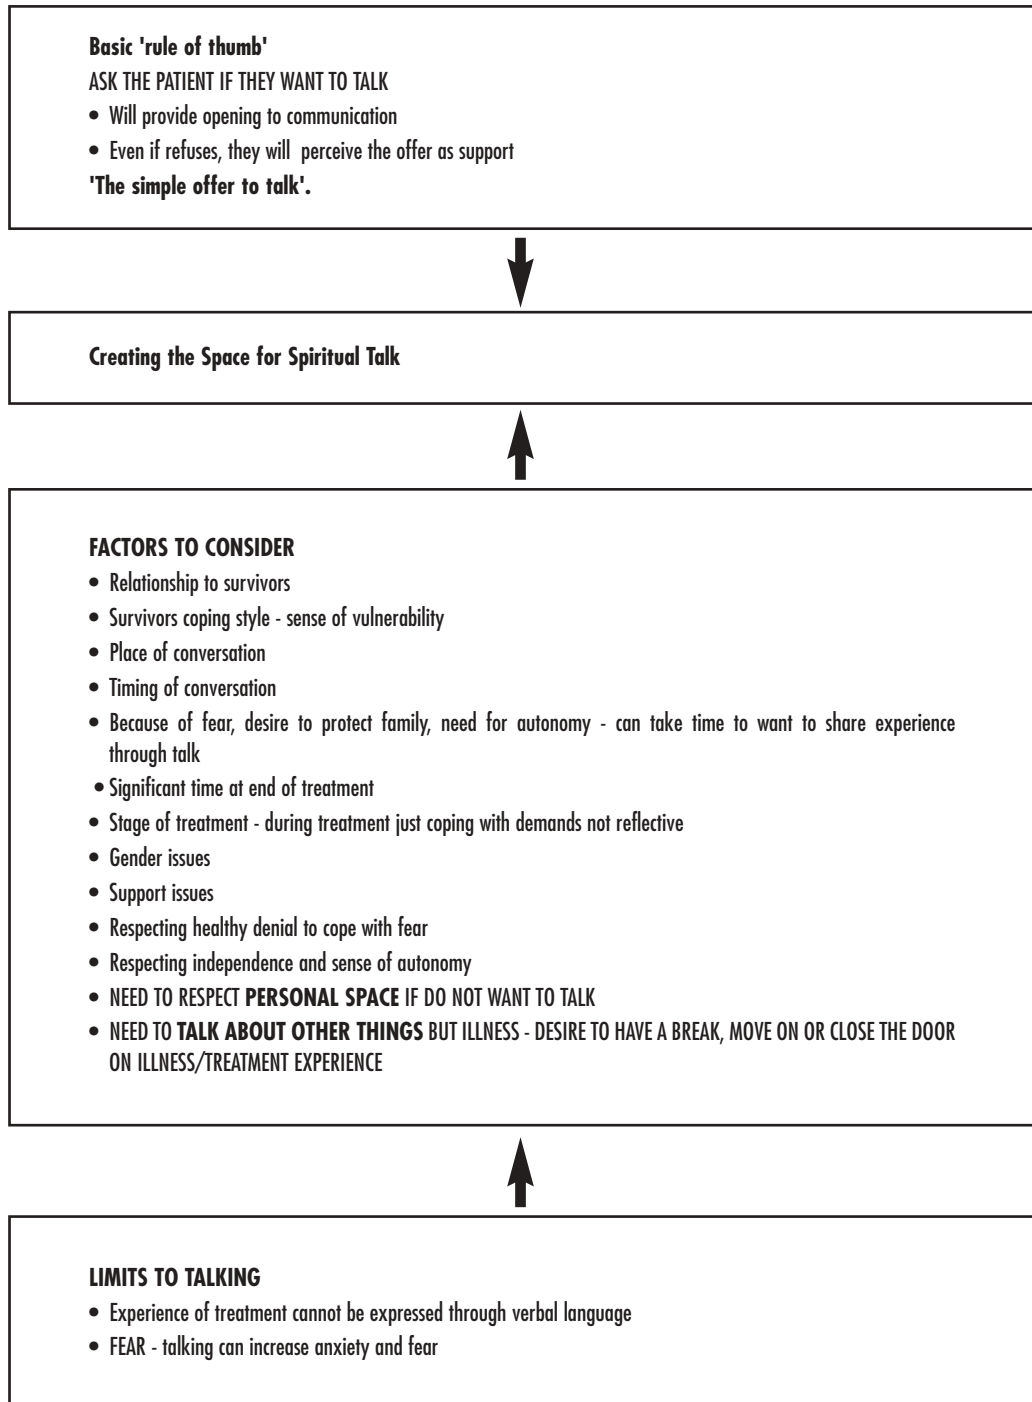 Basic 'rule of thumb'
ASK THE PATIENT IF THEY WANT TO TALK
• Will provide opening to communication
• Even if refuses, they will perceive the offer as support
'The simple offer to talk'.
Creating the Space for Spiritual Talk
FACTORS TO CONSIDER
• Relationship to survivors
• Survivors coping style - sense of vulnerability
• Place of conversation
• Timing of conversation
• Because of fear, desire to protect family, need for autonomy - can take time to want to share experience
through talk
• Significant time at end of treatment
• Stage of treatment - during treatment just coping with demands not reflective
• Gender issues
• Support issues
• Respecting healthy denial to cope with fear
• Respecting independence and sense of autonomy
• NEED TO RESPECT PERSONAL SPACE IF DO NOT WANT TO TALK
• NEED TO TALK ABOUT OTHER THINGS BUT ILLNESS - DESIRE TO HAVE A BREAK, MOVE ON OR CLOSE THE DOOR
ON ILLNESS/TREATMENT EXPERIENCE
LIMITS TO TALKING
• Experience of treatment cannot be expressed through verbal language
• FEAR - talking can increase anxiety and fear